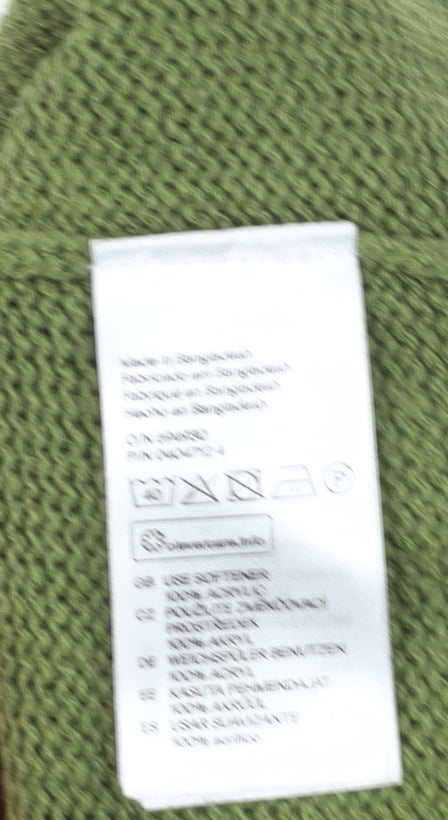 Made in Bangladesh
Fabricado em Bangladesh
Fabriqué en Bangladesh
Hecho en Bangladesh
O/N
P/N
40
P
clevercare.info
GB USE SOFTENER
100% ACRYLIC
CZ POUŽIJTE ZMĚKČOVACÍ
PROSTŘEDEK
100% AKRYL
DE WEICHSPÜLER BENUTZEN
100% ACRYL
EE KASUTA PEHMENDAJAT
100% AKRÜÜL
ES USAR SUAVIZANTE
100% acrílico